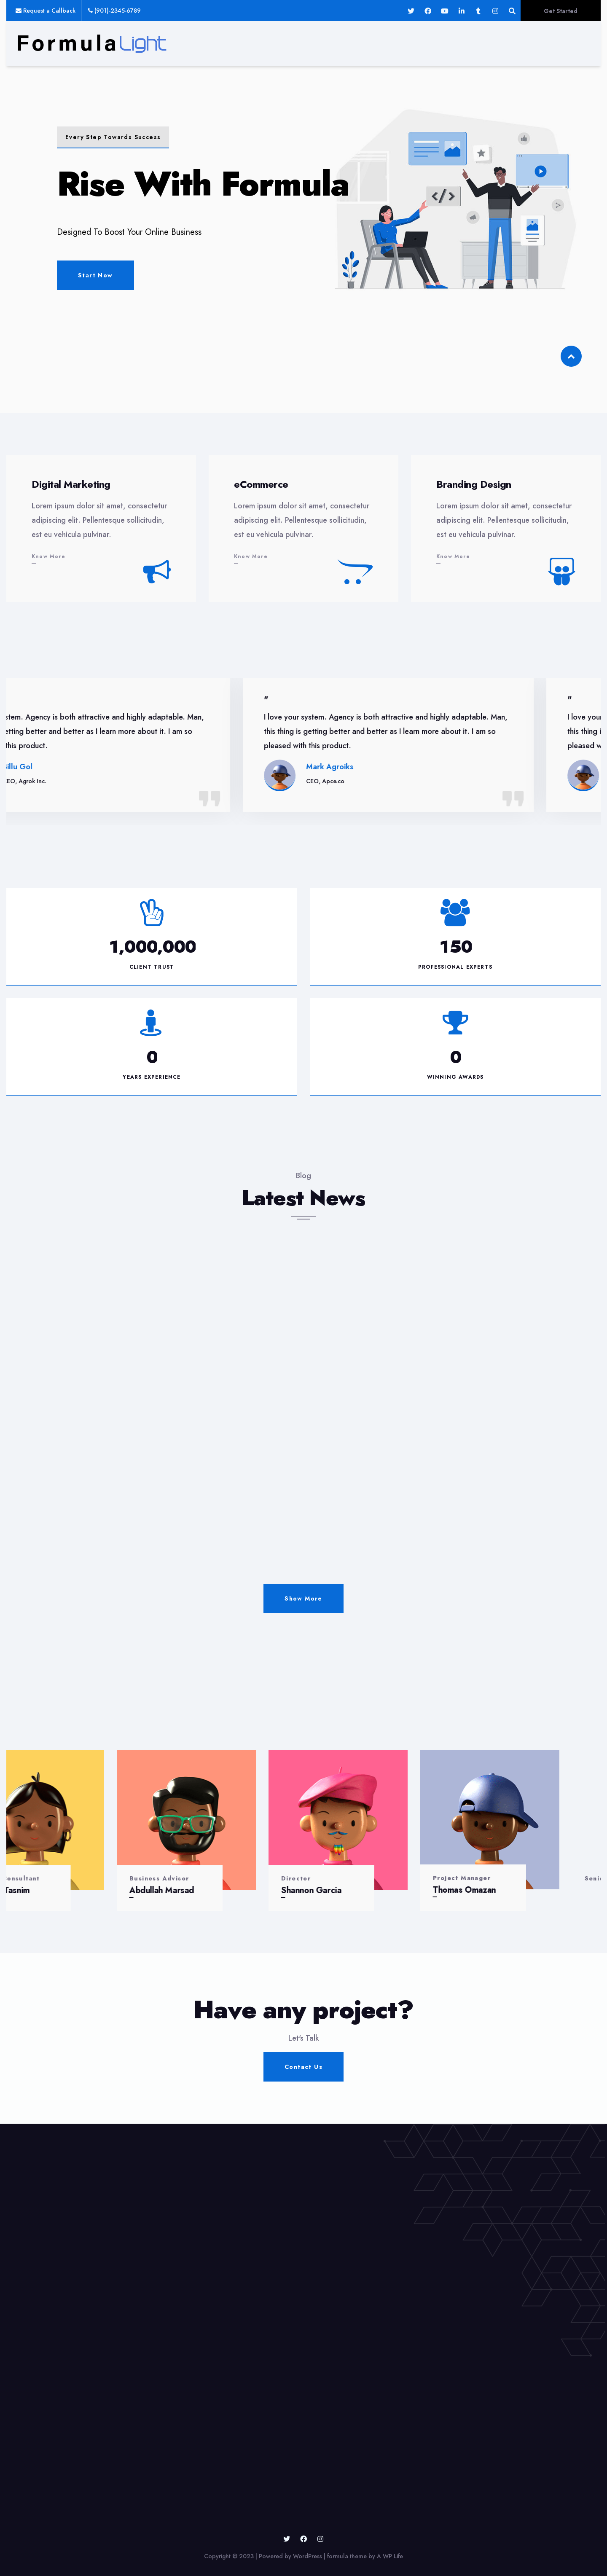 Request a Callback (901)-2345-6789
Get Started
FormulaLight
Every Step Towards Success
Rise With Formula
Designed To Boost Your Online Business
Start Now
Digital Marketing
Lorem ipsum dolor sit amet, consectetur
adipiscing elit. Pellentesque sollicitudin,
est eu vehicula pulvinar.
Know More
eCommerce
Lorem ipsum dolor sit amet, consectetur
adipiscing elit. Pellentesque sollicitudin,
est eu vehicula pulvinar.
Know More
Branding Design
Lorem ipsum dolor sit amet, consectetur
adipiscing elit. Pellentesque sollicitudin,
est eu vehicula pulvinar.
Know More
stem. Agency is both attractive and highly adaptable. Man,
etting better and better as I learn more about it. I am so
this product.
illu Gol
EO, Agrok Inc.
"
I love your system. Agency is both attractive and highly adaptable. Man,
this thing is getting better and better as I learn more about it. I am so
pleased with this product.
Mark Agroiks
CEO, Apce.co
"
I love your
this thing i
pleased w
1,000,000
CLIENT TRUST
150
PROFESSIONAL EXPERTS
0
YEARS EXPERIENCE
0
WINNING AWARDS
Blog
Latest News
Show More
onsultant
Tasnim
Business Advisor
Abdullah Marsad
Director
Shannon Garcia
Project Manager
Thomas Omazan
Senio
Have any project?
Let's Talk
Contact Us
Copyright © 2023 | Powered by WordPress | formula theme by A WP Life